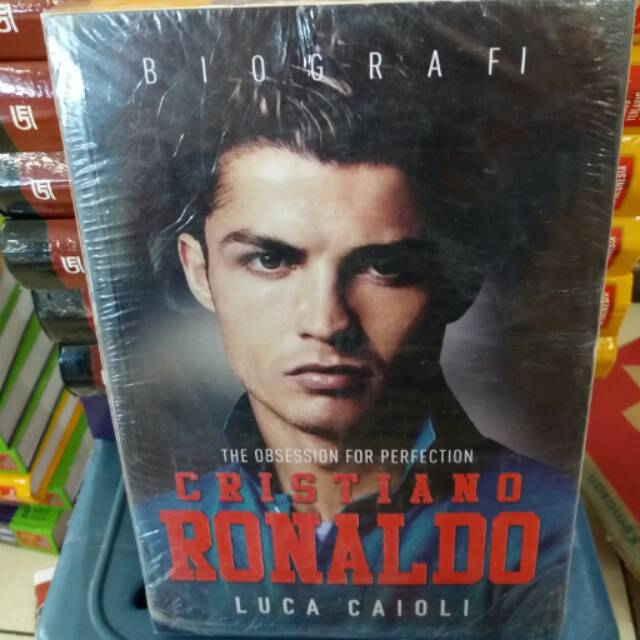 BIOGRAFI
THE OBSESSION FOR PERFECTION
CRISTIANO
RONALDO
LUCA CAIOLI